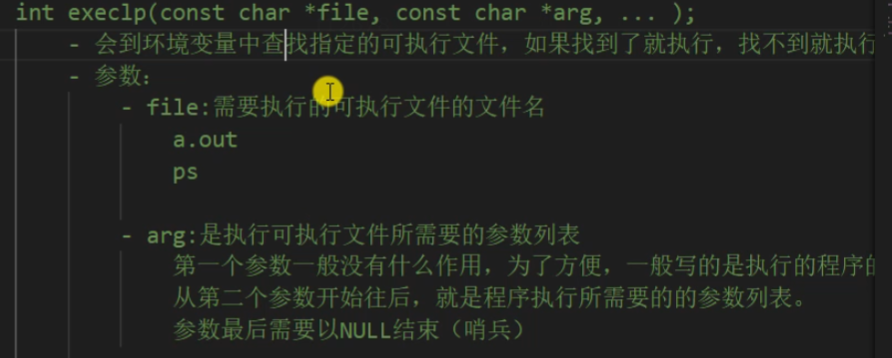 int execlp(const char *file, const char *arg, ... );
- 会到环境变量中查找指定的可执行文件，如果找到了就执行，找不到就执行
- 参数：
- file:需要执行的可执行文件的文件名
a.out
ps
- arg:是执行可执行文件所需要的参数列表
第一个参数一般没有什么作用，为了方便，一般写的是执行的程序的
从第二个参数开始往后，就是程序执行所需要的的参数列表。
参数最后需要以NULL结束（哨兵）